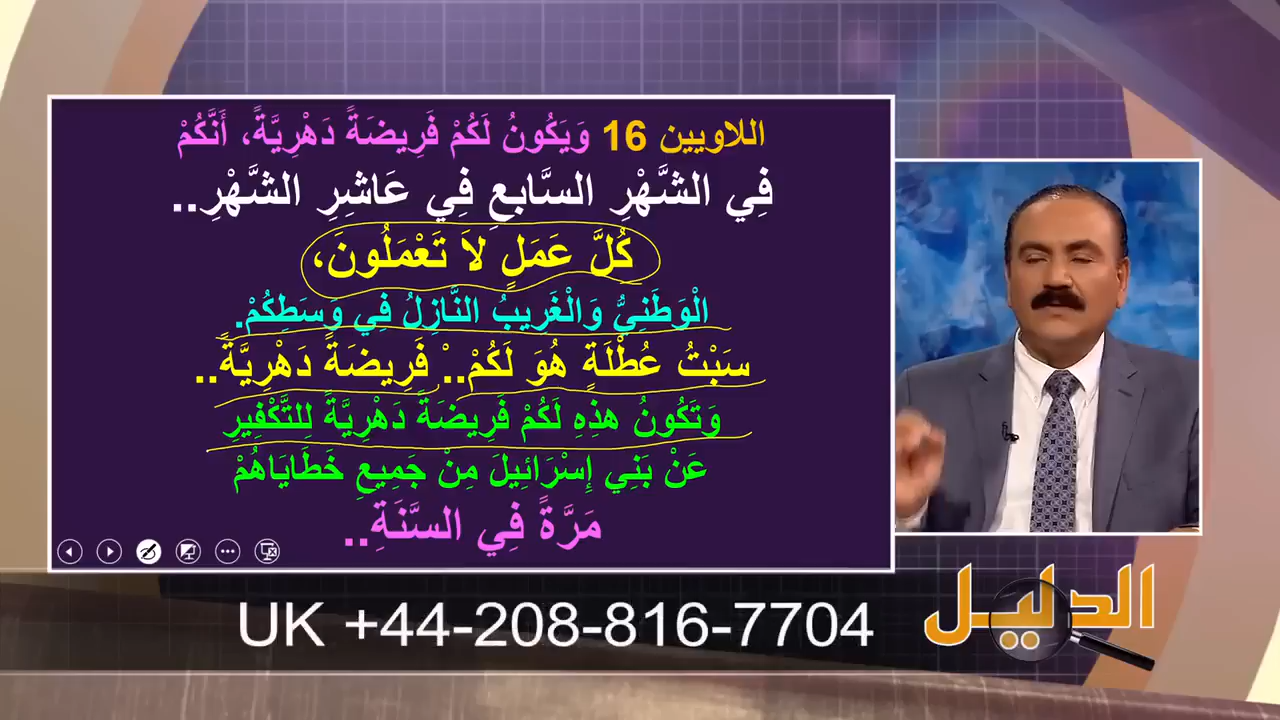 اللاويين 16 وَيَكُونُ لَكُمْ فَرِيضَةً دَهْرِيَّةً، أَنَّكُمْ
فِي الشَّهْرِ السَّابعِ فِي عَاشِرِ الشَّهْرِ..
كُلَّ عَمَلٍ لاَ تَعْمَلُونَ،
الْوَطَنِيُّ وَالْغَرِيبُ النَّازِلُ فِي وَسَطِكُمْ.
سَبْتُ عُطْلَةٍ هُوَ لَكُمْ.. ْ فَرِيضَةً دَهْرِيَّةً..
وَتَكُونُ هذِهِ لَكُمْ فَرِيضَةً دَهْرِيَّةً لِلتَّكْفِيرِ
عَنْ بَنِي إِسْرَائِيلَ مِنْ جَمِيعِ خَطَايَاهُمْ
مَرَّةً فِي السَّنَةِ..
UK +44-208-816-7704
الدليل